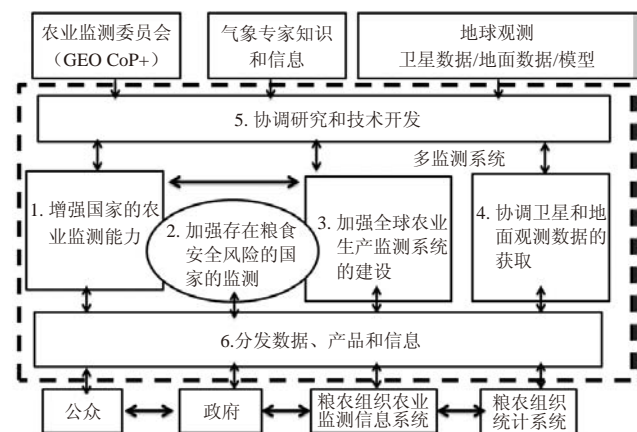 农业监测委员会
（GEO CoP+）
气象专家知识
和信息
地球观测
卫星数据/地面数据/模型
5. 协调研究和技术开发
多监测系统
1. 增强国家的农
业监测能力
2. 加强存在粮食
安全风险的国
家的监测
3. 加强全球农业
生产监测系统
的建设
4. 协调卫星和地
面观测数据的
获取
6.分发数据、产品和信息
公众
政府
粮农组织农业
监测信息系统
粮农组织
统计系统